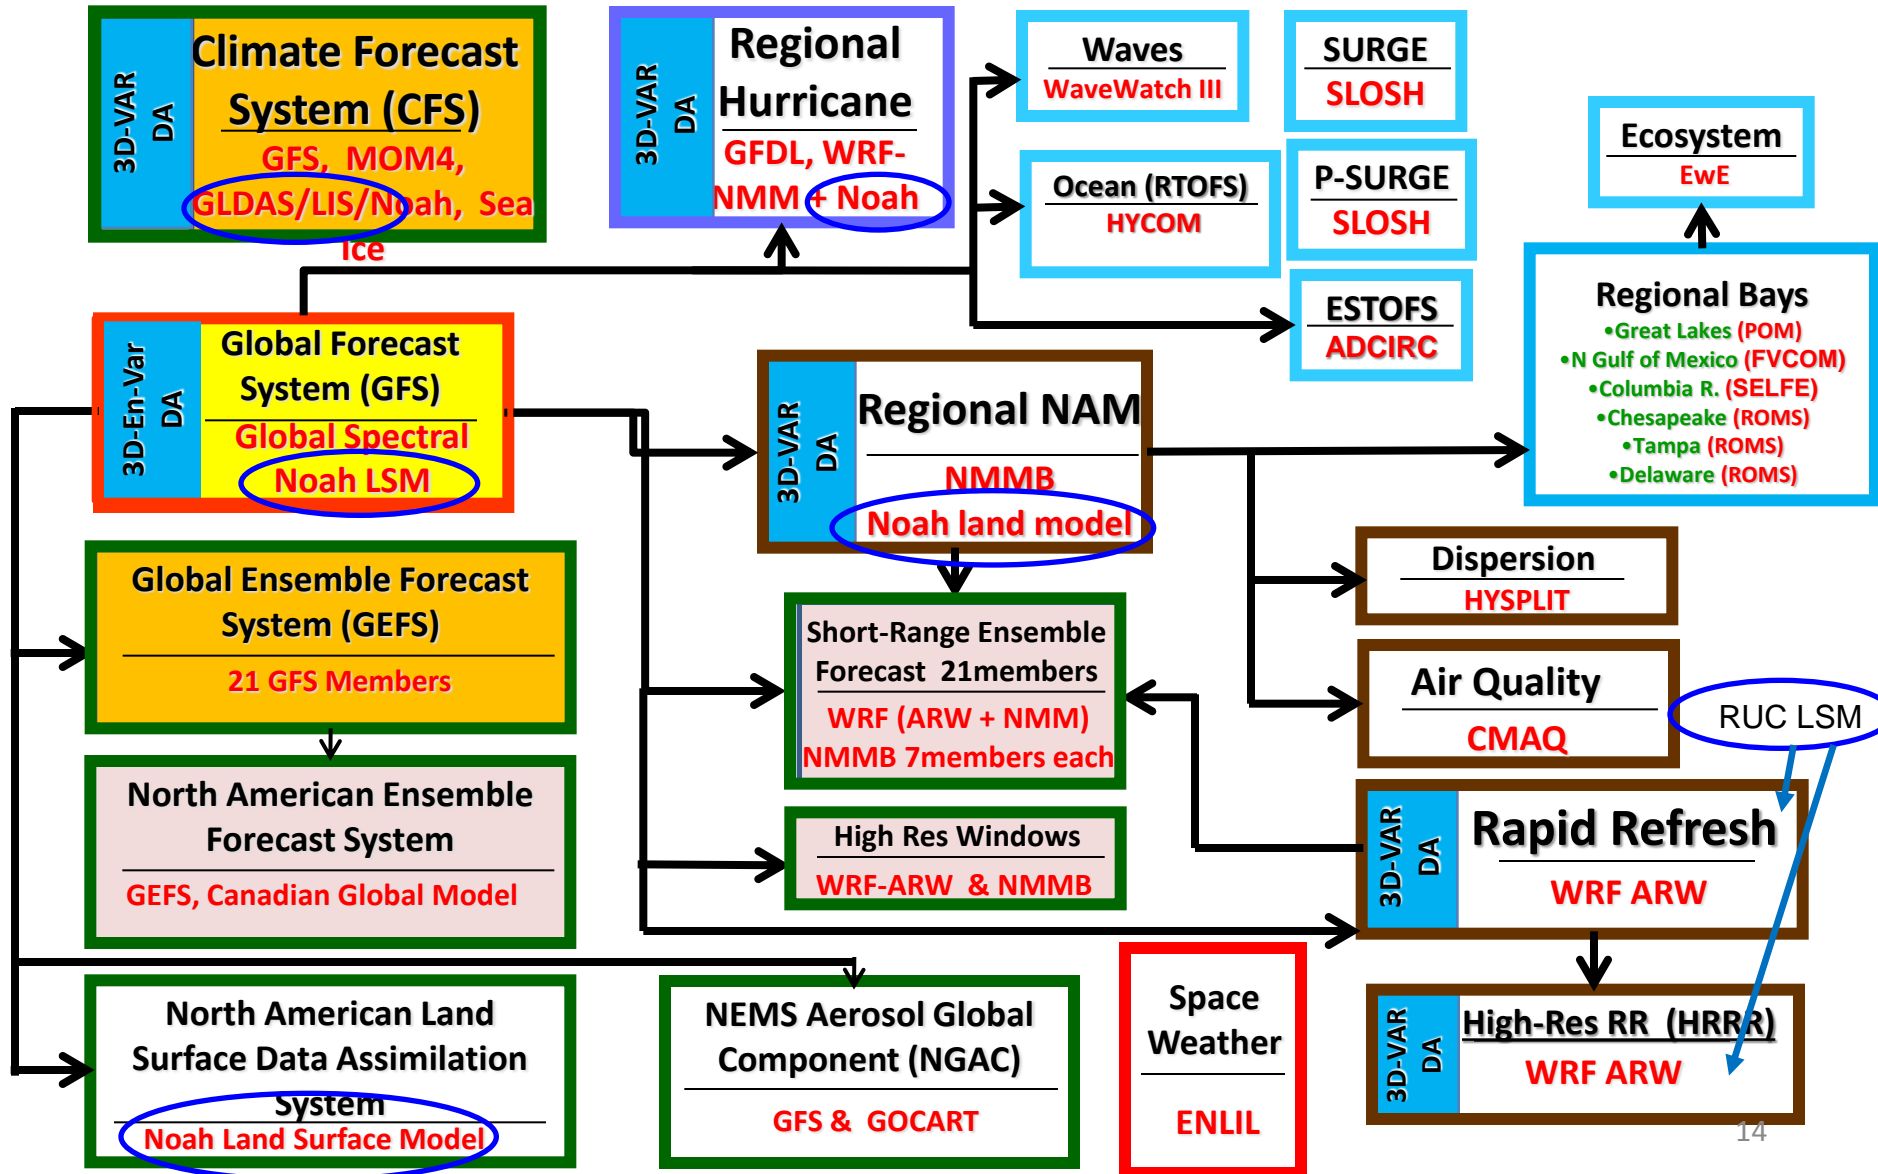 3D-VAR
DA
Climate Forecast
System (CFS)
GFS, MOM4,
GLDAS/LIS/Noah, Sea
Ice
3D-VAR
DA
Regional
Hurricane
GFDL, WRF-
NMM + Noah
Waves
WaveWatch III
SURGE
SLOSH
Ocean (RTOFS)
HYCOM
P-SURGE
SLOSH
ESTOFS
ADCIRC
Ecosystem
EwE
Regional Bays
•Great Lakes (POM)
•N Gulf of Mexico (FVCOM)
•Columbia R. (SELFE)
•Chesapeake (ROMS)
•Tampa (ROMS)
•Delaware (ROMS)
3D-En-Var
DA
Global Forecast
System (GFS)
Global Spectral
Noah LSM
3D-VAR
DA
Regional NAM
NMMB
Noah land model
Global Ensemble Forecast
System (GEFS)
21 GFS Members
Short-Range Ensemble
Forecast 21members
WRF (ARW + NMM)
NMMB 7members each
Dispersion
HYSPLIT
Air Quality
CMAQ
RUC LSM
North American Ensemble
Forecast System
GEFS, Canadian Global Model
High Res Windows
WRF-ARW & NMMB
3D-VAR
DA
Rapid Refresh
WRF ARW
North American Land
Surface Data Assimilation
System
Noah Land Surface Model
NEMS Aerosol Global
Component (NGAC)
GFS & GOCART
Space
Weather
ENLIL
3D-VAR
DA
High-Res RR (HRRR)
WRF ARW
14